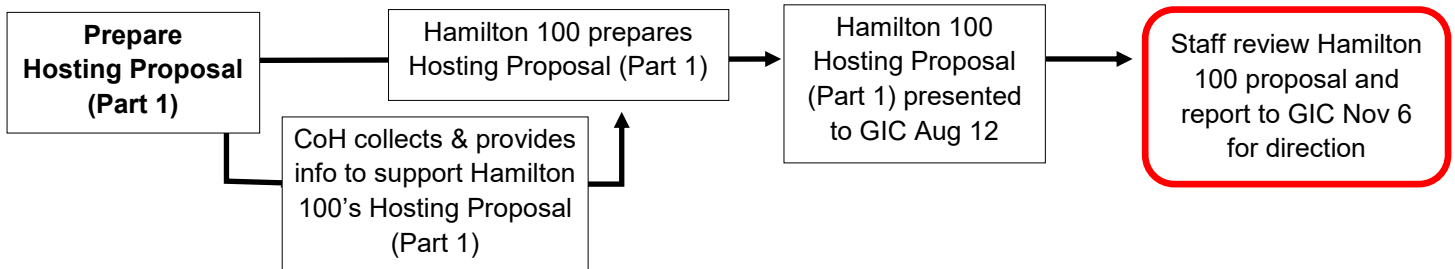 Prepare
Hosting Proposal
(Part 1)
Hamilton 100 prepares
Hosting Proposal (Part 1)
CoH collects & provides
info to support Hamilton
100’s Hosting Proposal
(Part 1)
Hamilton 100
Hosting Proposal
(Part 1) presented
to GIC Aug 12
Staff review Hamilton
100 proposal and
report to GIC Nov 6
for direction